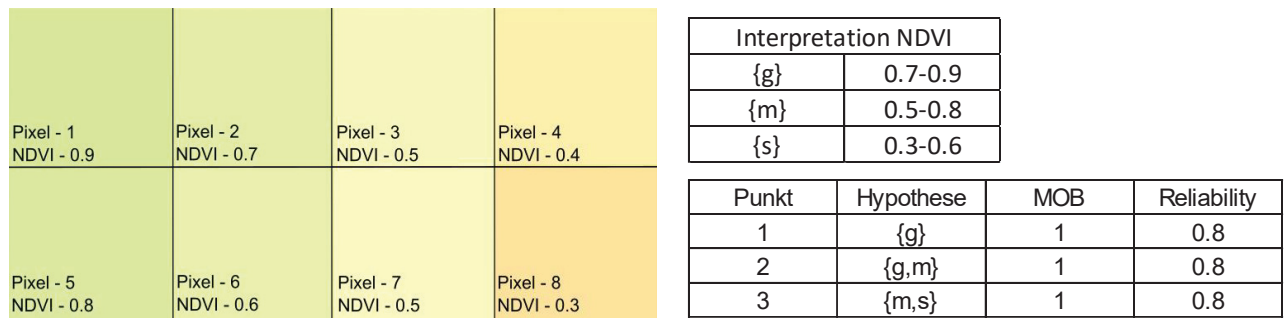 Pixel - 1
NDVI - 0.9
Pixel - 2
NDVI - 0.7
Pixel - 3
NDVI - 0.5
Pixel - 4
NDVI - 0.4
Pixel - 5
NDVI - 0.8
Pixel - 6
NDVI - 0.6
Pixel - 7
NDVI - 0.5
Pixel - 8
NDVI - 0.3
Interpretation NDVI
{g} 0.7-0.9
{m} 0.5-0.8
{s} 0.3-0.6
Punkt Hypothese MOB Reliability
1 {g} 1 0.8
2 {g,m} 1 0.8
3 {m,s} 1 0.8